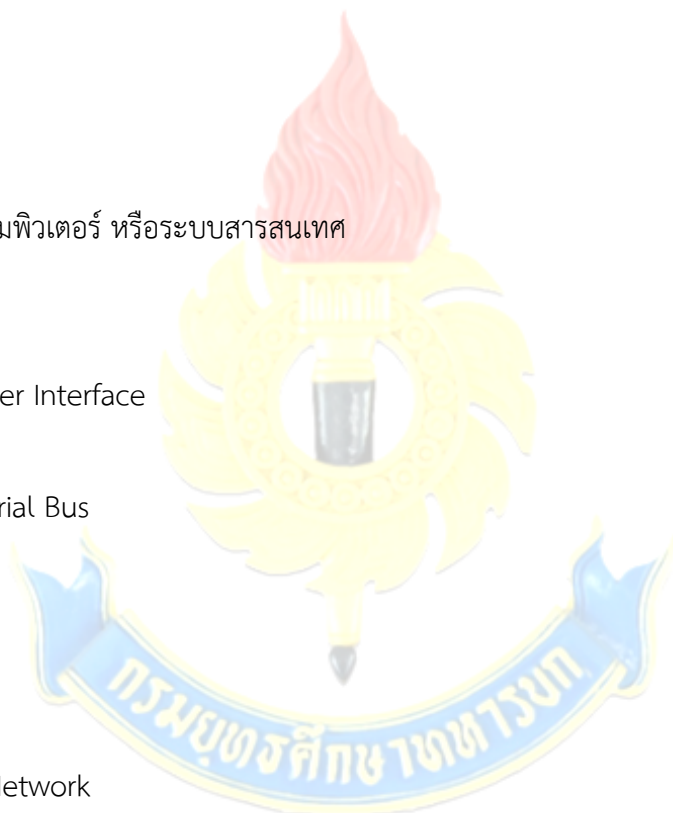 มพิวเตอร์ หรือระบบสารสนเทศ
er Interface
rial Bus
กรมยุทธศึกษาทหารบก
Network